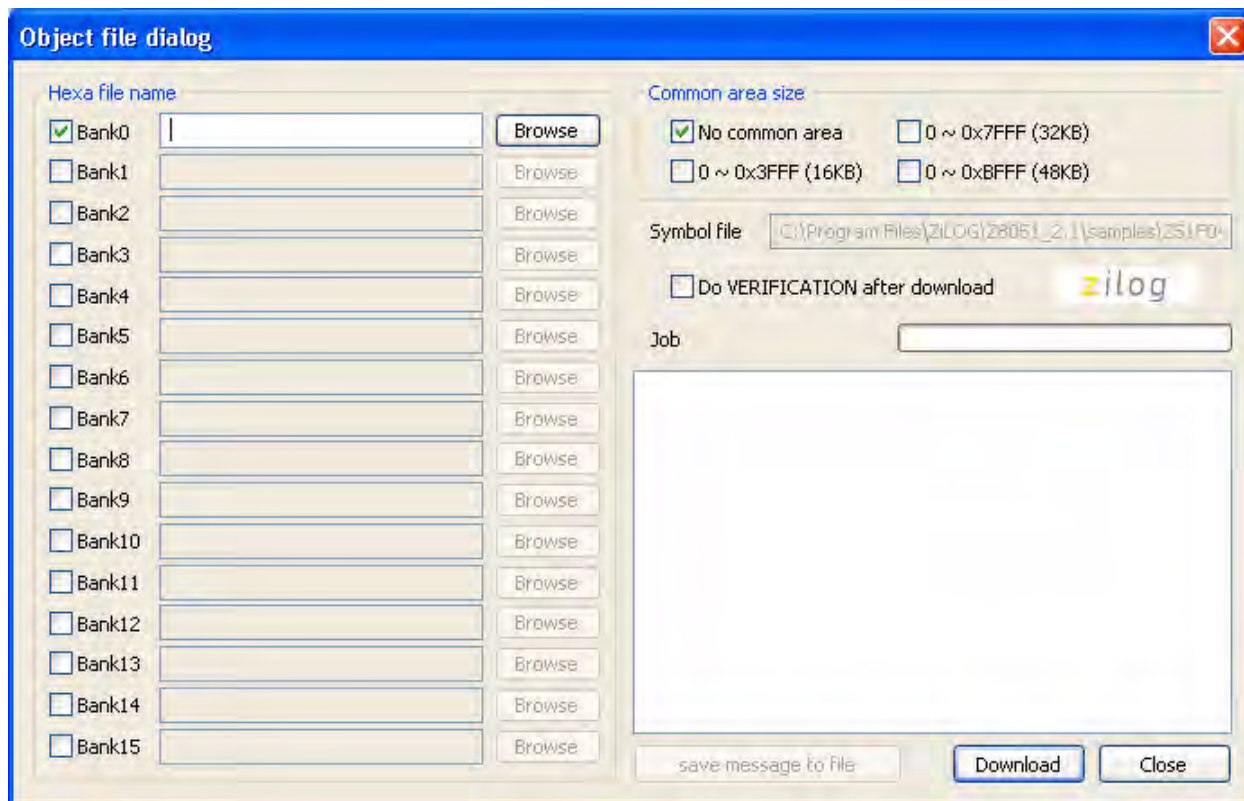 Object file dialog
Hexa file name
Bank0 Browse
Bank1 Browse
Bank2 Browse
Bank3 Browse
Bank4 Browse
Bank5 Browse
Bank6 Browse
Bank7 Browse
Bank8 Browse
Bank9 Browse
Bank10 Browse
Bank11 Browse
Bank12 Browse
Bank13 Browse
Bank14 Browse
Bank15 Browse
Common area size
No common area 0 ~ 0x7FFF (32KB)
0 ~ 0x3FFF (16KB) 0 ~ 0xBFFF (48KB)
Symbol file C:\Program Files\ZiLOG\Z8051_2.1\samples\Z51F0
Do VERIFICATION after download zilog
Job
save message to file Download Close